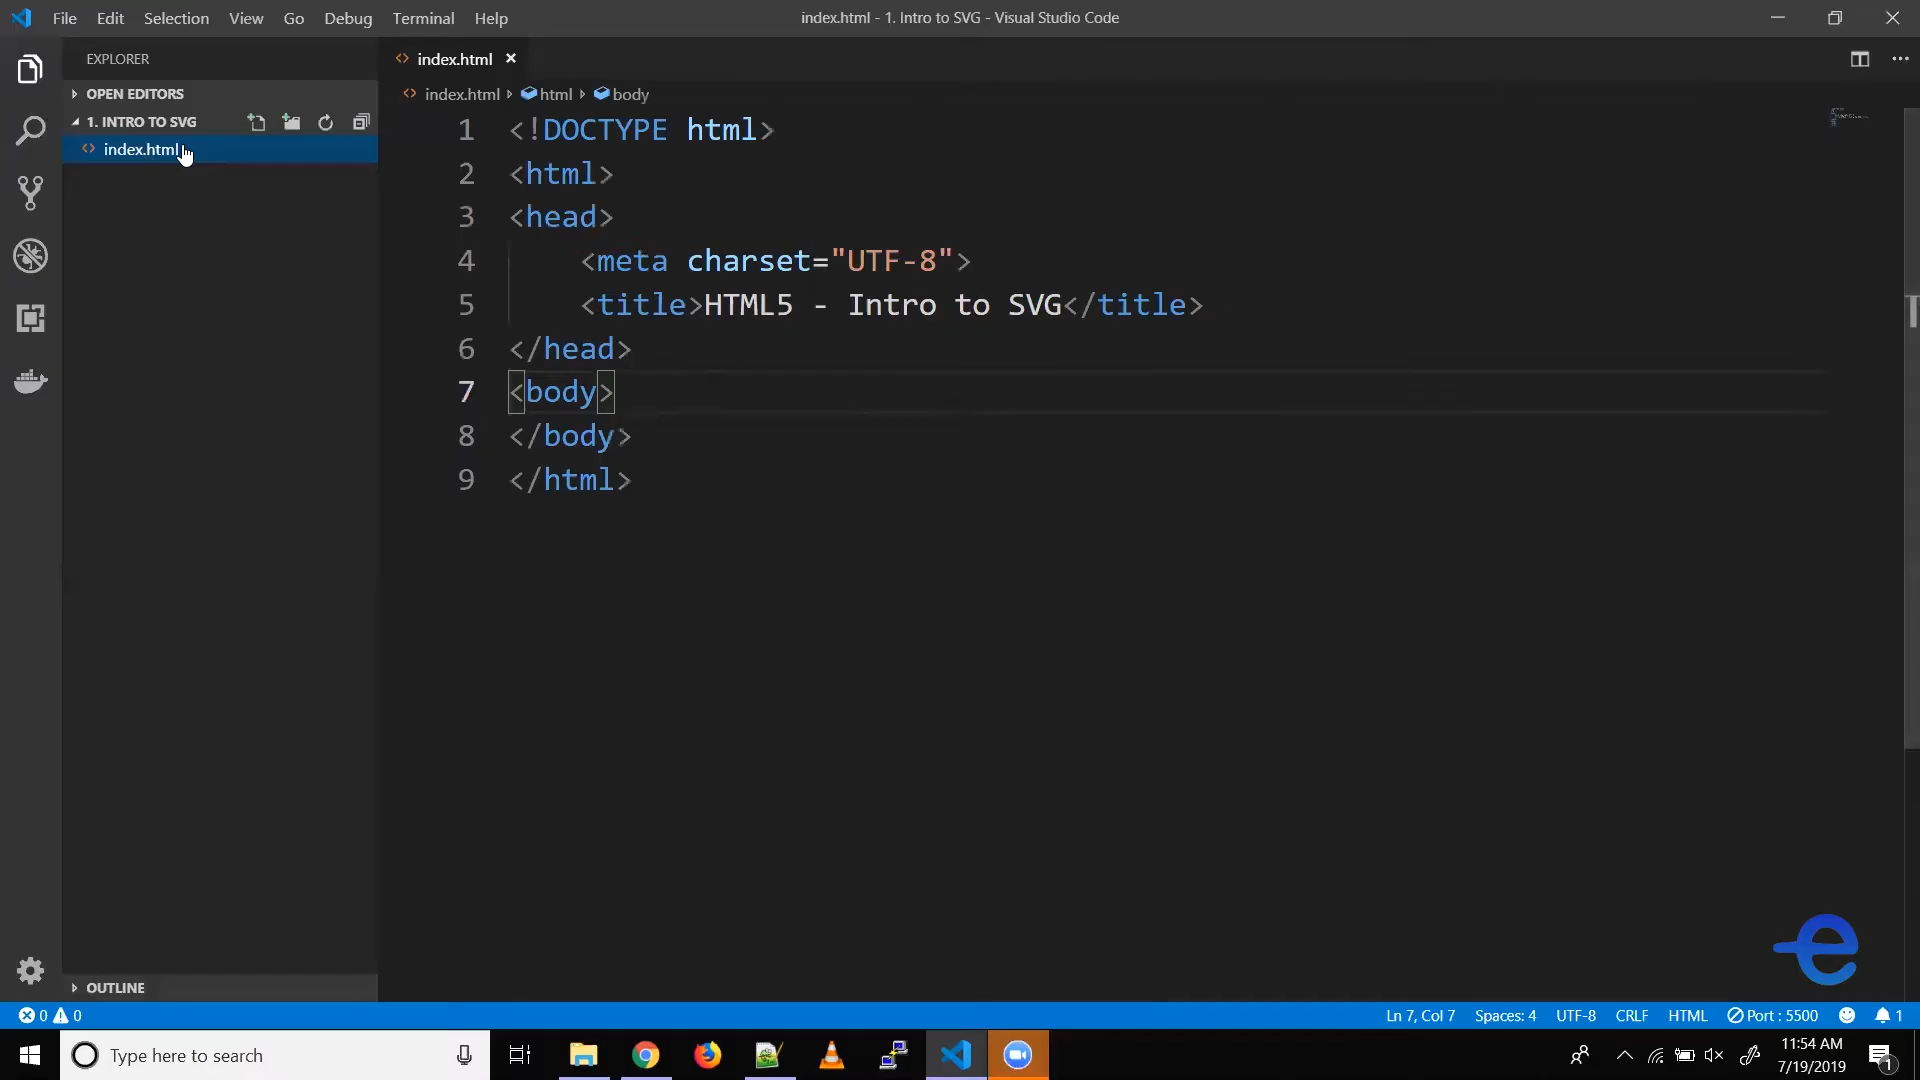 File Edit Selection View Go Debug Terminal Help
index.html - 1. Intro to SVG - Visual Studio Code
EXPLORER
index.html
OPEN EDITORS
index.html html body
1. INTRO TO SVG
index.html
1 <!DOCTYPE html>
2 <html>
3 <head>
4 <meta charset="UTF-8">
5 <title>HTML5 - Intro to SVG</title>
6 </head>
7 <body>
8 </body>
9 </html>
OUTLINE
0 0
Ln 7, Col 7 Spaces: 4 UTF-8 CRLF HTML Port : 5500 1
Type here to search
11:54 AM
7/19/2019
1